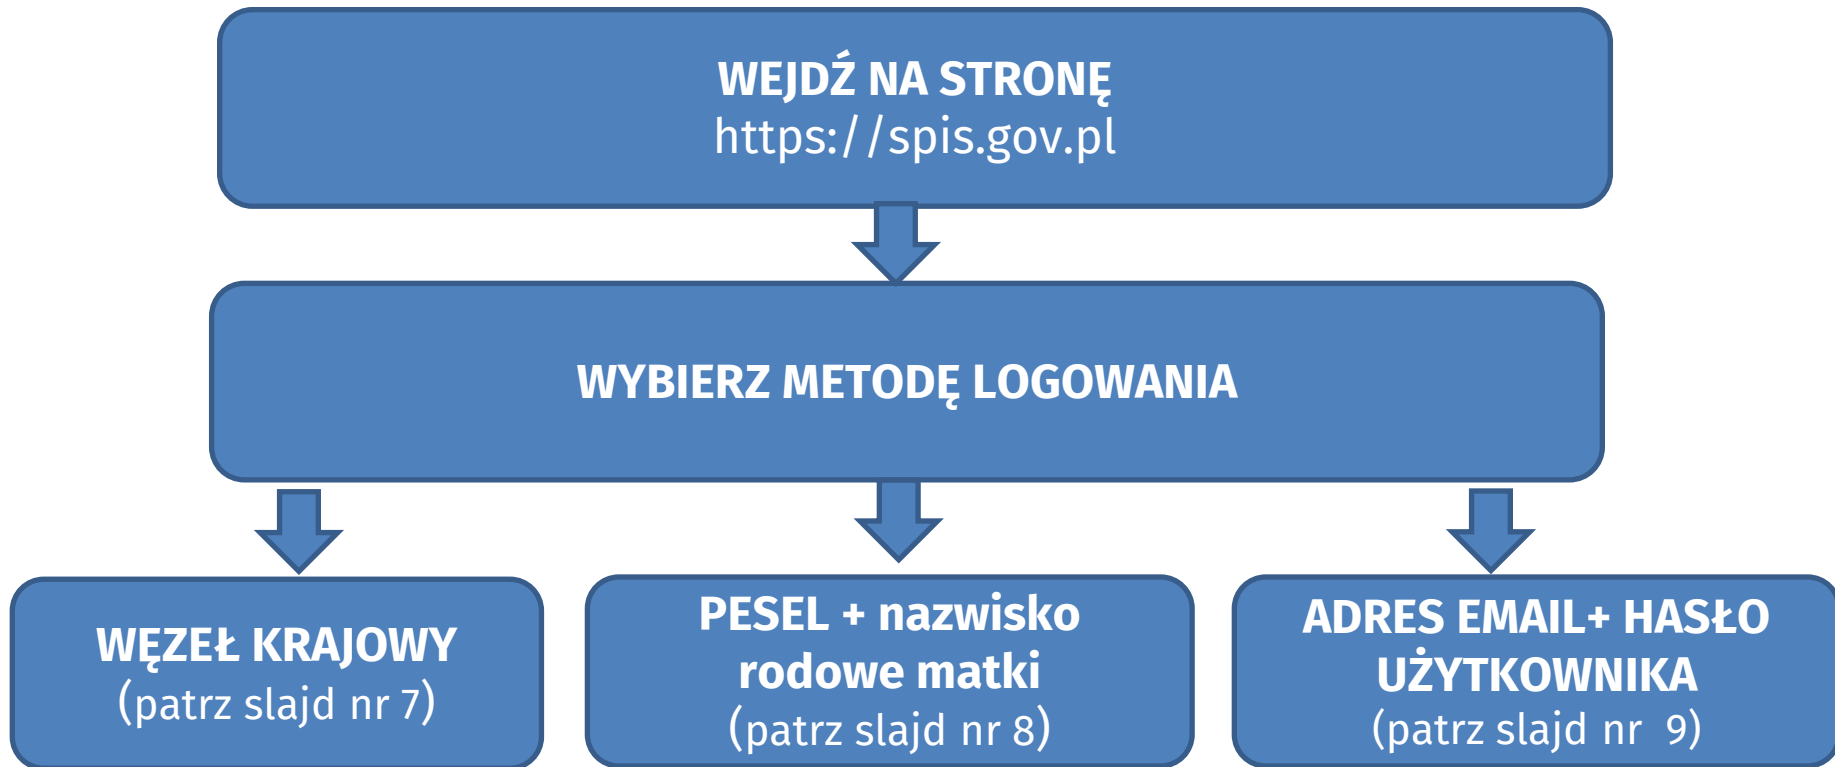 WEJDŹ NA STRONĘ
https://spis.gov.pl
WYBIERZ METODĘ LOGOWANIA
WĘZEŁ KRAJOWY
(patrz slajd nr 7)
PESEL + nazwisko
rodowe matki
(patrz slajd nr 8)
ADRES EMAIL+ HASŁO
UŻYTKOWNIKA
(patrz slajd nr  9)